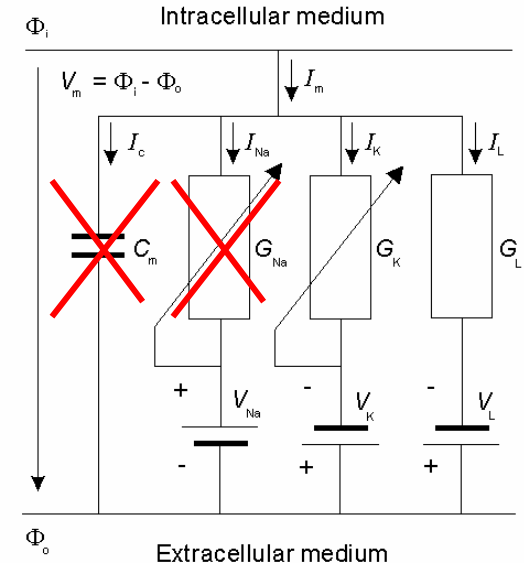 Intracellular medium
Φi
Vm = Φi - Φo
Im
Ic
INa
IK
IL
Cm
GNa
GK
GL
+
-
-
VNa
VK
VL
-
+
+
Φo
Extracellular medium